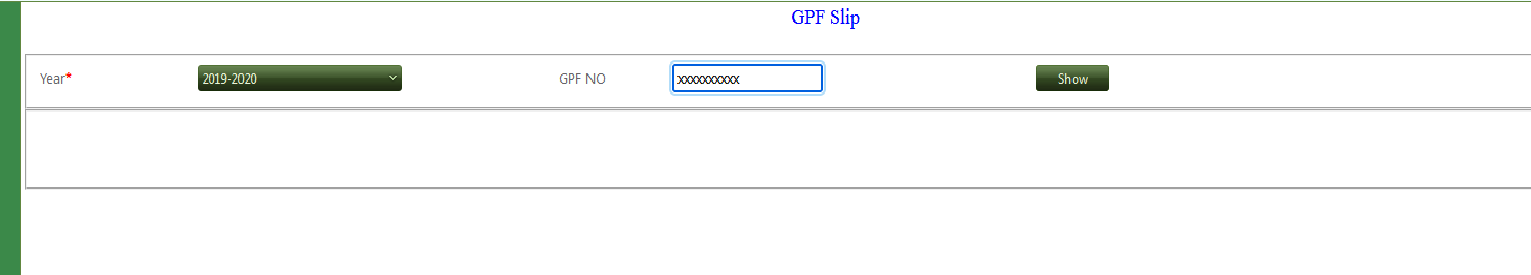 GPF Slip
Year* 2019-2020 GPF NO xxxxxxxxxx Show